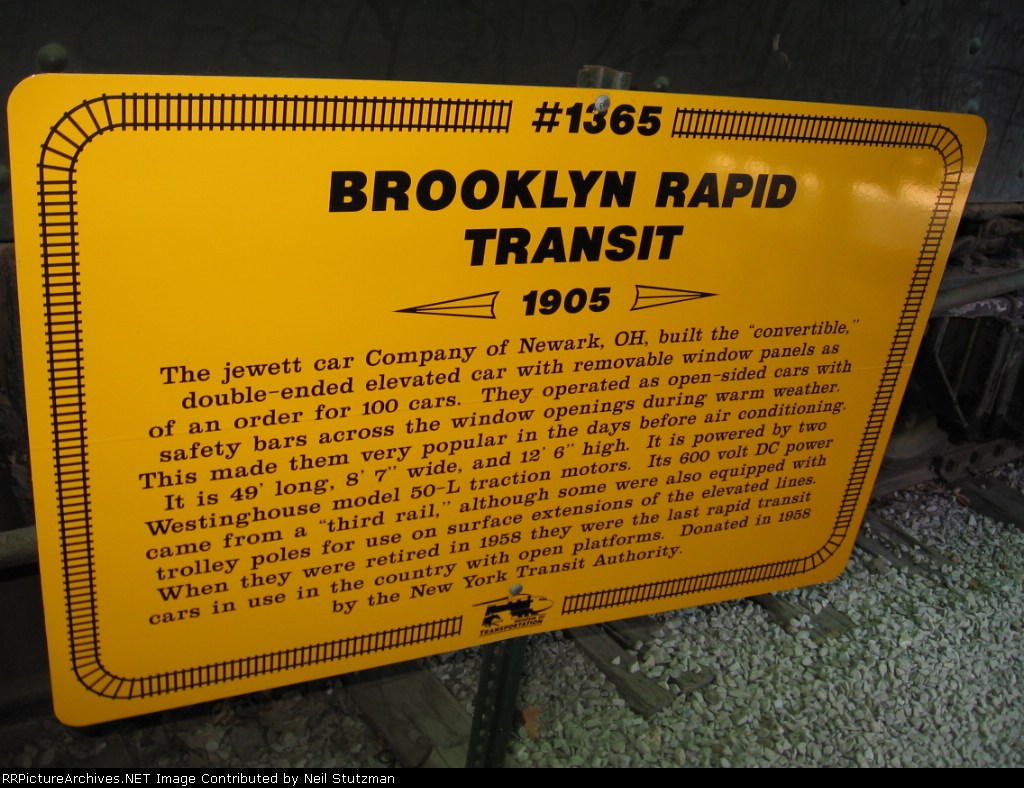 #1365
BROOKLYN RAPID
TRANSIT
1905
The jewett car Company of Newark, OH, built the "convertible,"
double-ended elevated car with removable window panels as
of an order for 100 cars. They operated as open-sided cars with
safety bars across the window openings during warm weather.
This made them very popular in the days before air conditioning.
It is 49' long, 8' 7" wide, and 12' 6" high. It is powered by two
Westinghouse model 50-L traction motors. Its 600 volt DC power
came from a "third rail," although some were also equipped with
trolley poles for use on surface extensions of the elevated lines.
When they were retired in 1958 they were the last rapid transit
cars in use in the country with open platforms. Donated in 1958
by the New York Transit Authority.
MUSEUM OF
TRANSPORTATION
RRPictureArchives.NET Image Contributed by Neil Stutzman